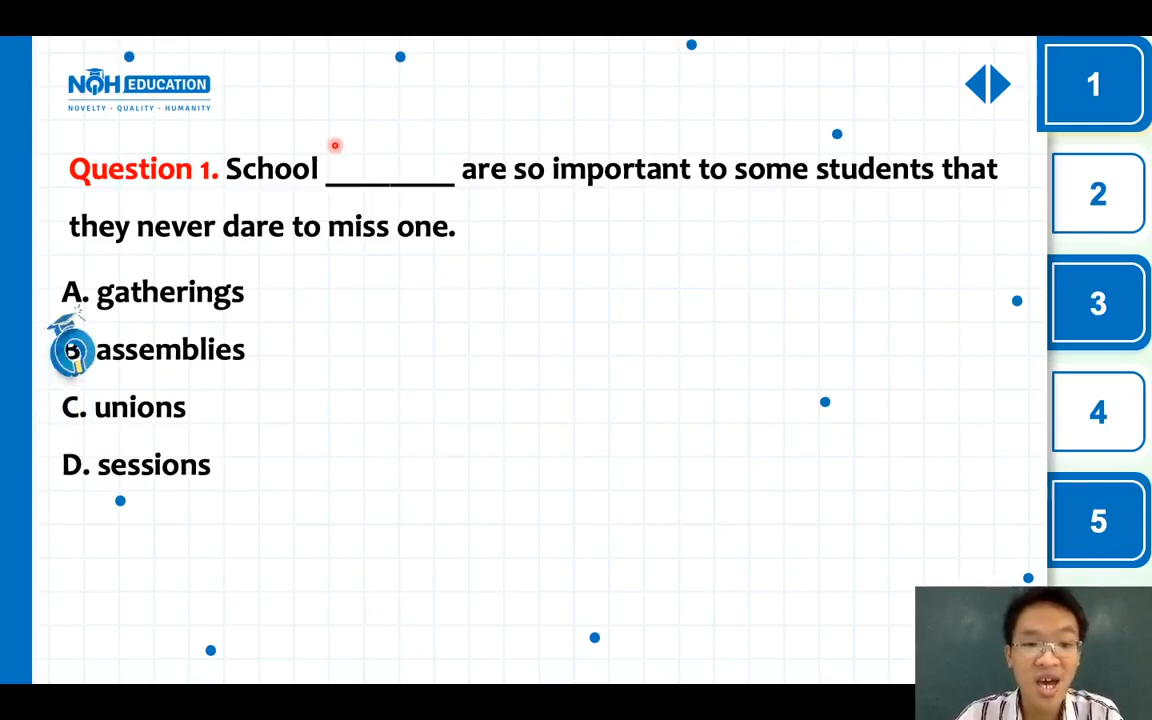 NQH EDUCATION
NOVELTY - QUALITY - HUMANITY
Question 1. School ________ are so important to some students that
they never dare to miss one.
A. gatherings
B. assemblies
C. unions
D. sessions
1
2
3
4
5